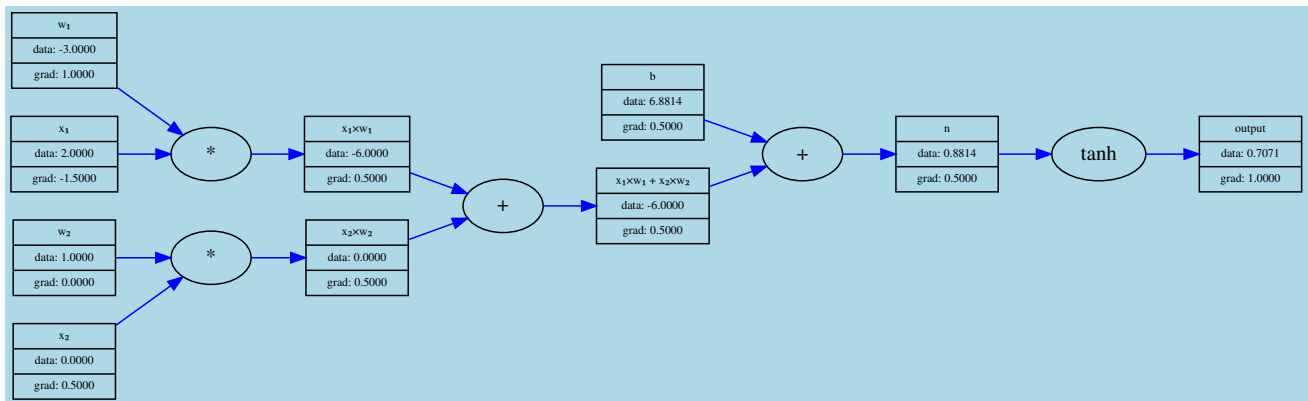 w₁
data: -3.0000
grad: 1.0000
x₁
data: 2.0000
grad: -1.5000
w₂
data: 1.0000
grad: 0.0000
x₂
data: 0.0000
grad: 0.5000
*
*
x₁×w₁
data: -6.0000
grad: 0.5000
x₂×w₂
data: 0.0000
grad: 0.5000
+
b
data: 6.8814
grad: 0.5000
x₁×w₁ + x₂×w₂
data: -6.0000
grad: 0.5000
+
n
data: 0.8814
grad: 0.5000
tanh
output
data: 0.7071
grad: 1.0000